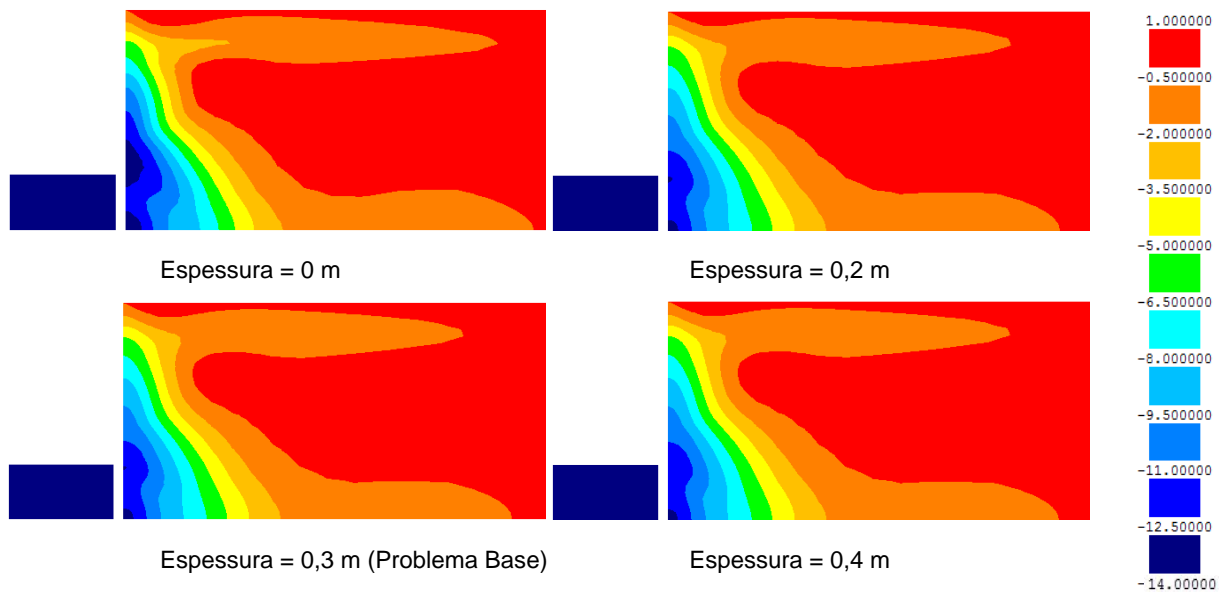 Espessura = 0 m
Espessura = 0,2 m
Espessura = 0,3 m (Problema Base)
Espessura = 0,4 m
1.000000
-0.500000
-2.000000
-3.500000
-5.000000
-6.500000
-8.000000
-9.500000
-11.00000
-12.50000
-14.00000